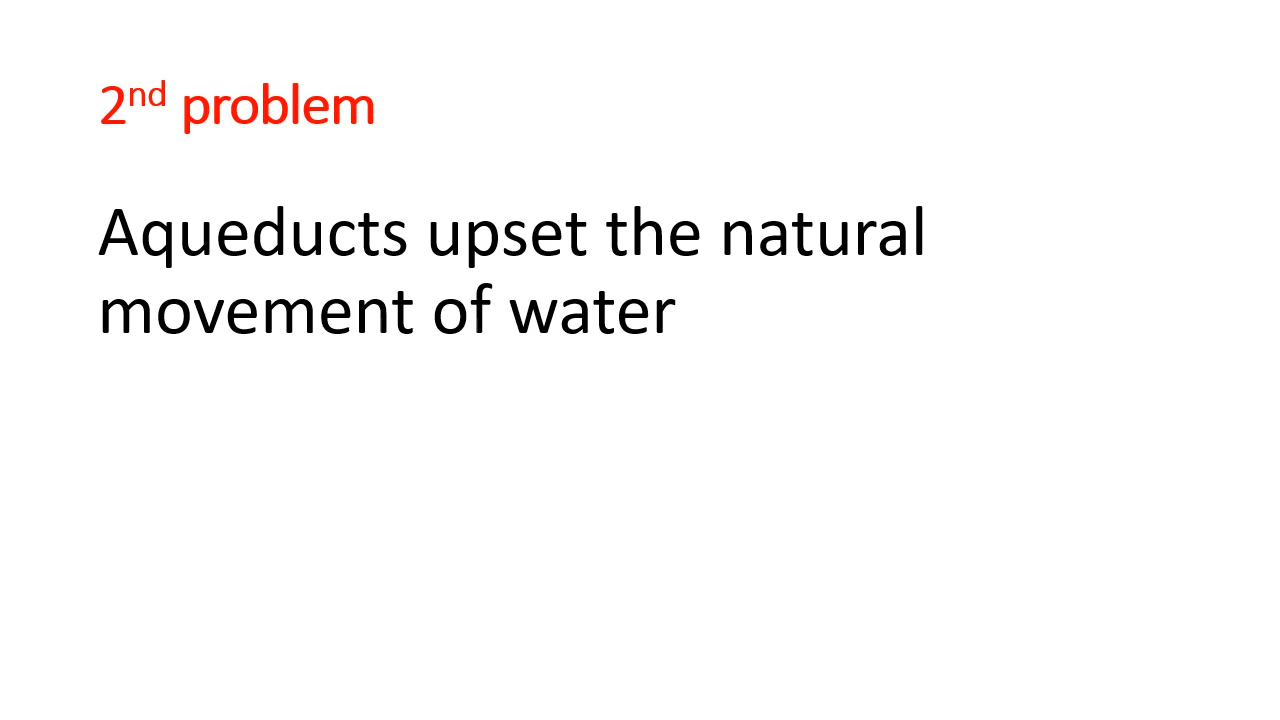 2nd problem
Aqueducts upset the natural
movement of water